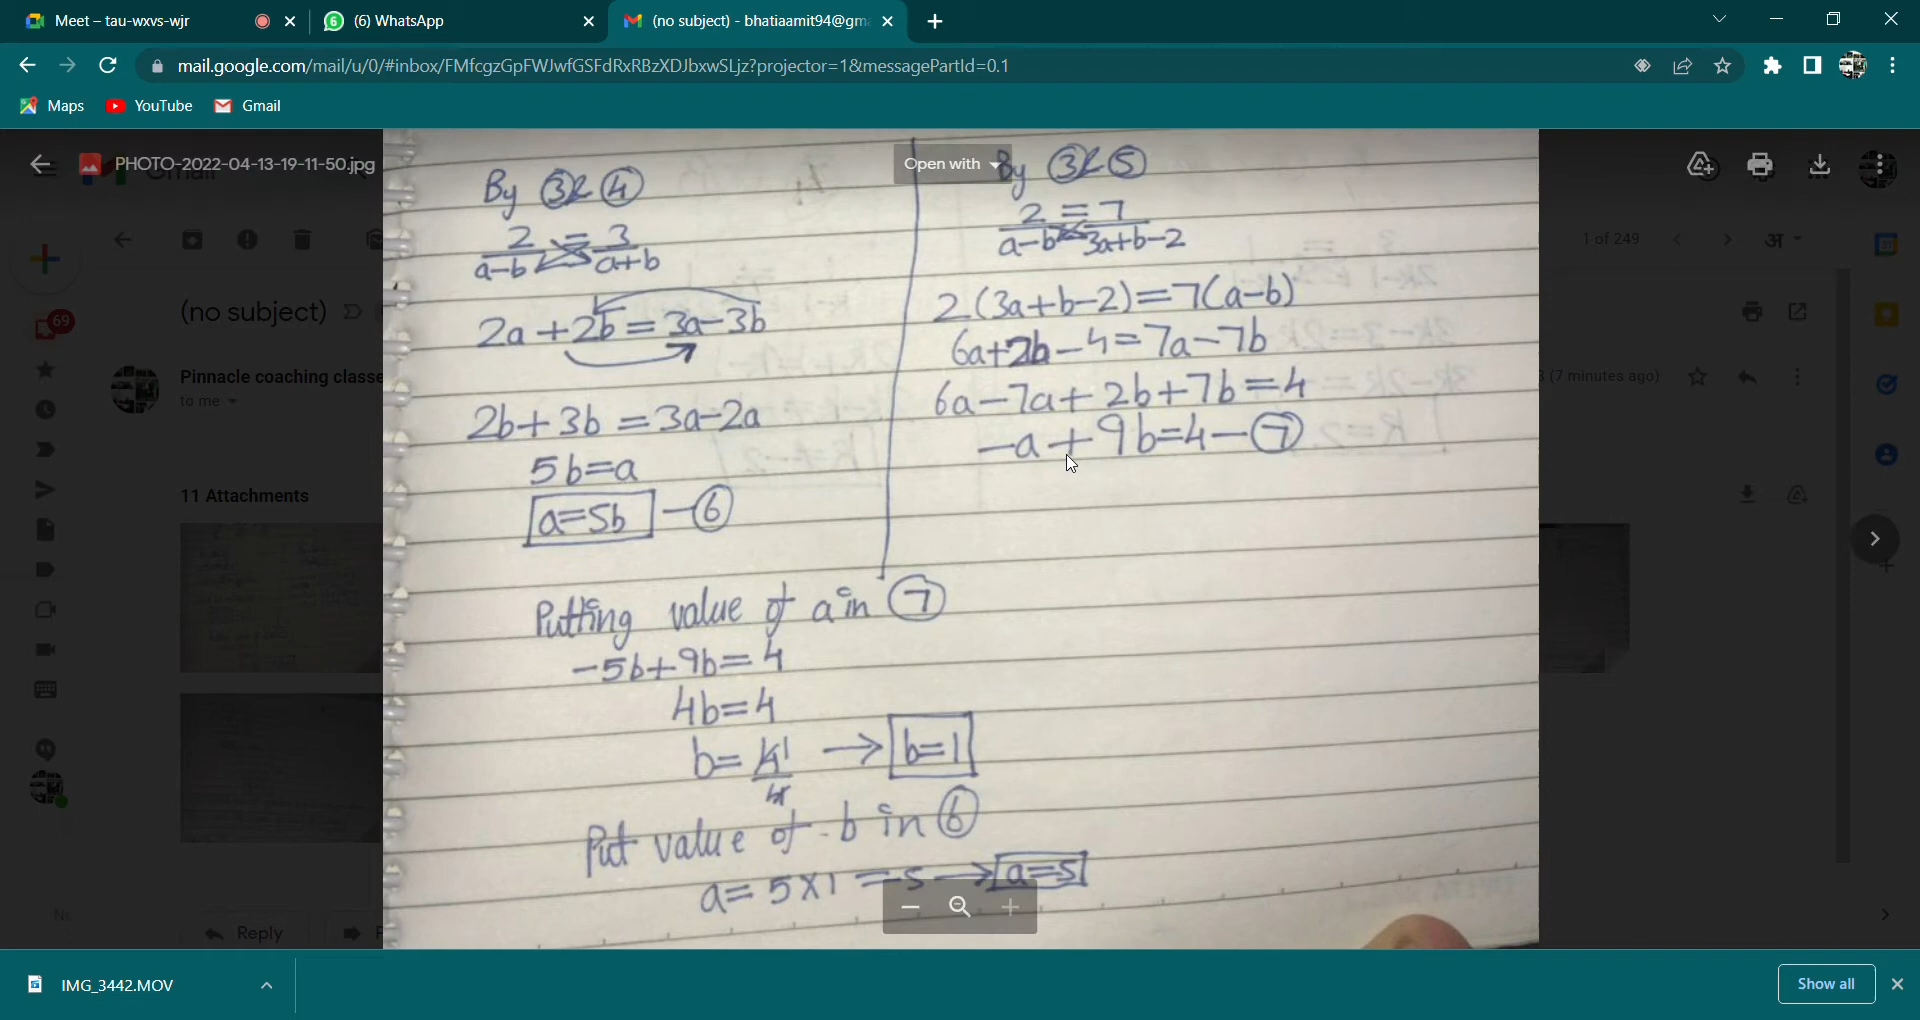 Meet – tau-wxvs-wjr
(6) WhatsApp
(no subject) - bhatiaamit94@gm
mail.google.com/mail/u/0/#inbox/FMfcgzGpFWJwfGSFdRxRBzXDJbxwSLjz?projector=1&messagePartId=0.1
Maps
YouTube
Gmail
PHOTO-2022-04-13-19-11-50.jpg
Open with
1 of 249
69
(no subject)
Pinnacle coaching classe
(7 minutes ago)
to me
11 Attachments
By ③ & ④
2/(a-b) = 3/(a+b)
2a + 2b = 3a - 3b
2b + 3b = 3a - 2a
5b = a
a = 5b — ⑥
By ③ & ⑤
2/(a-b) = 7/(3a+b-2)
2(3a+b-2) = 7(a-b)
6a+2b-4 = 7a-7b
6a-7a+2b+7b = 4
-a+9b=4 — ⑦
Putting value of a in ⑦
-5b+9b = 4
4b = 4
b = 4/4 1 → b=1
Put value of b in ⑥
a = 5×1 = 5 → a=5
Reply
IMG_3442.MOV
Show all